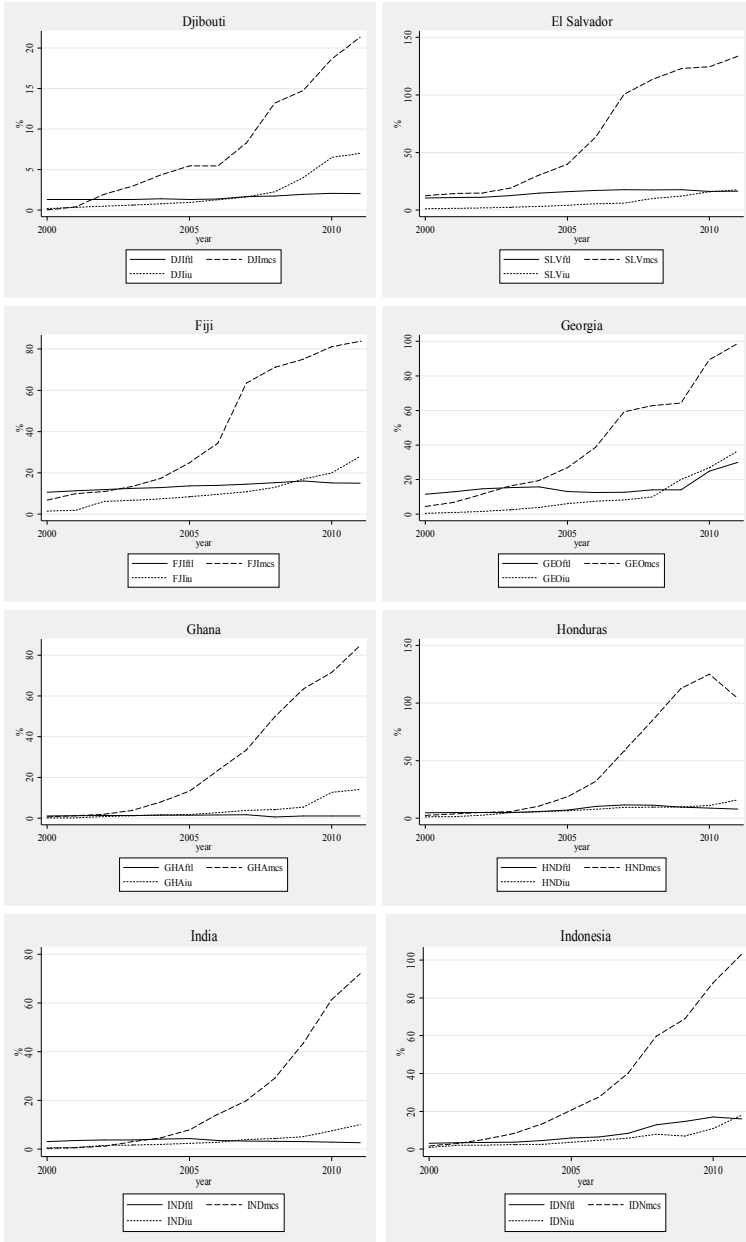 Djibouti
%
20
15
10
5
0
2000 2005 2010
year
DJIftl DJImcs
DJIiu
El Salvador
%
150
100
50
0
2000 2005 2010
year
SLVftl SLVmcs
SLViu
Fiji
%
80
60
40
20
0
2000 2005 2010
year
FJIftl FJImcs
FJIiu
Georgia
%
100
80
60
40
20
0
2000 2005 2010
year
GEOftl GEOmcs
GEOiu
Ghana
%
80
60
40
20
0
2000 2005 2010
year
GHAftl GHAmcs
GHAiu
Honduras
%
150
100
50
0
2000 2005 2010
year
HNDftl HNDmcs
HNDiu
India
%
80
60
40
20
0
2000 2005 2010
year
INDftl INDmcs
INDiu
Indonesia
%
100
80
60
40
20
0
2000 2005 2010
year
IDNftl IDNmcs
IDNiu